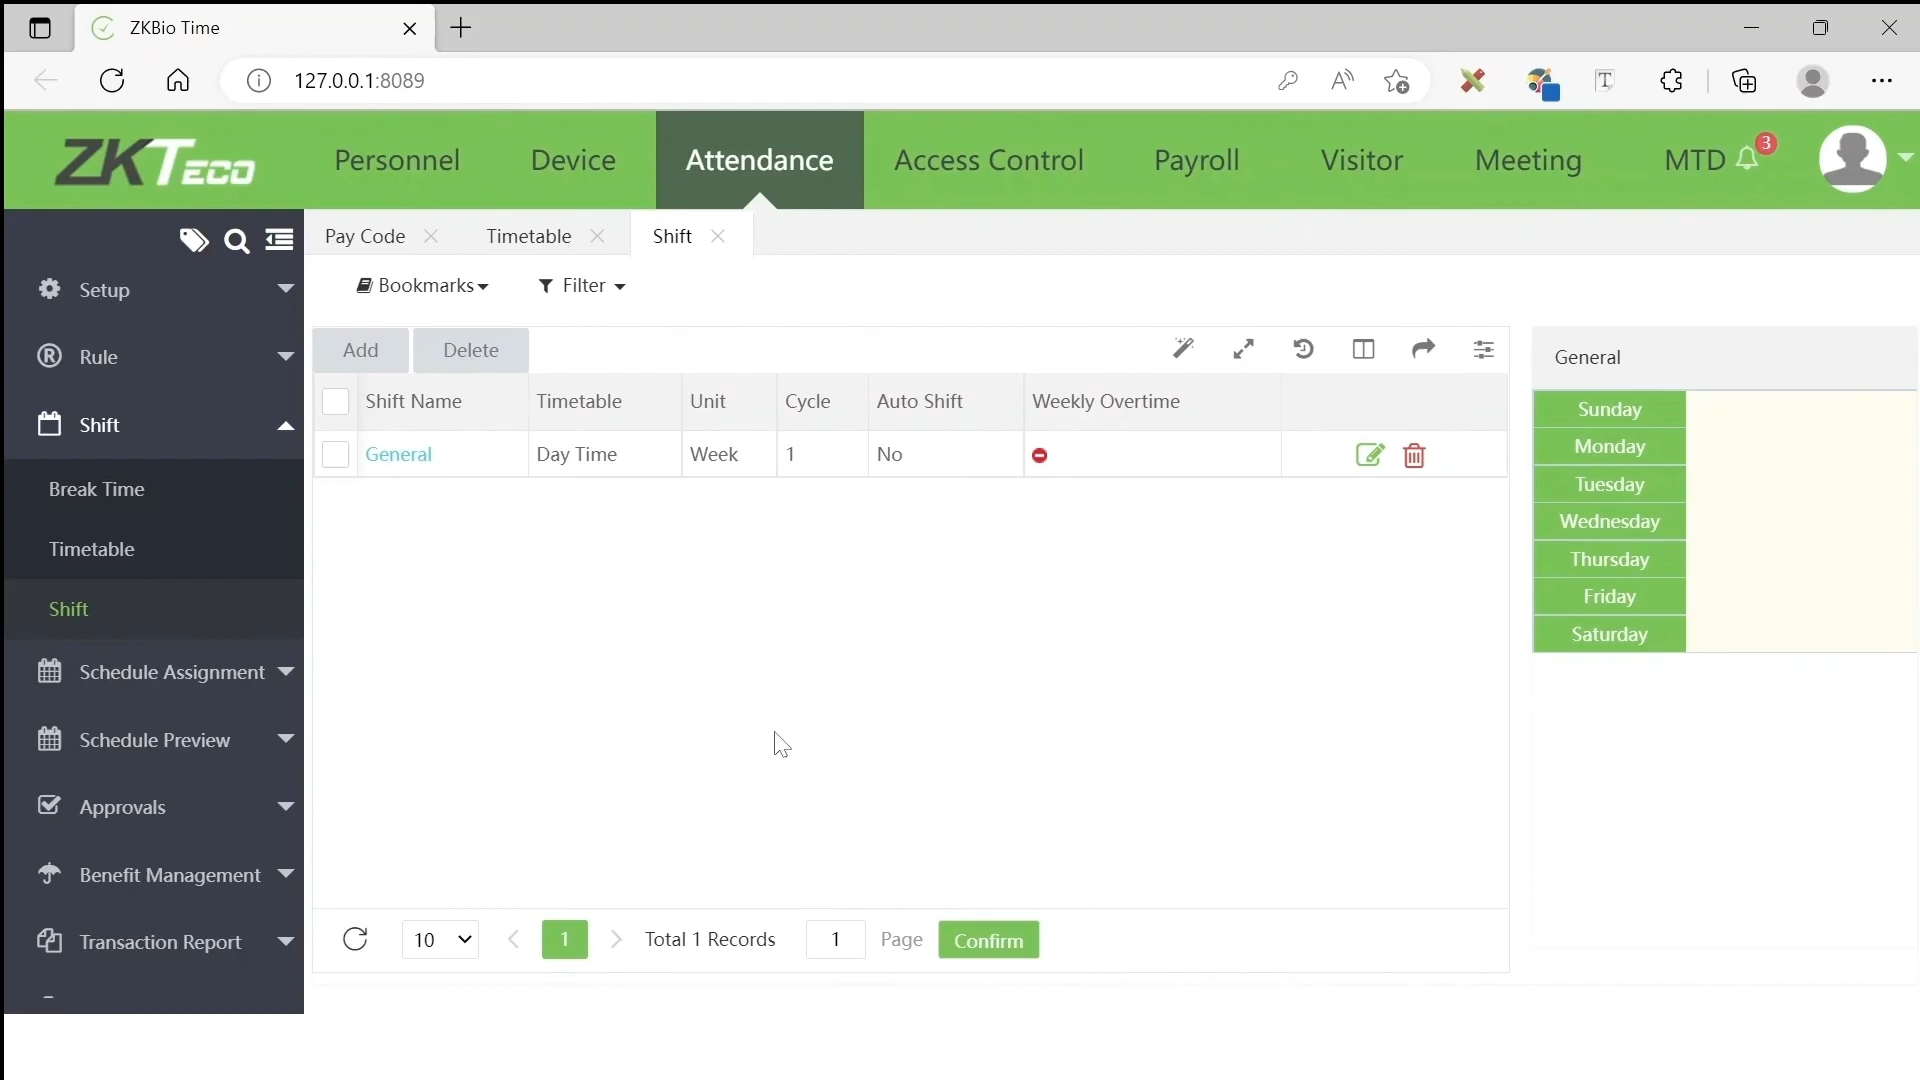 ZKBio Time
127.0.0.1:8089
ZKTECO
Personnel
Device
Attendance
Access Control
Payroll
Visitor
Meeting
MTD
3
Pay Code
Timetable
Shift
Bookmarks
Filter
Setup
Rule
Shift
Break Time
Timetable
Shift
Schedule Assignment
Schedule Preview
Approvals
Benefit Management
Transaction Report
Add
Delete
Shift Name
Timetable
Unit
Cycle
Auto Shift
Weekly Overtime
General
Day Time
Week
1
No
10
1
Total 1 Records
1
Page
Confirm
General
Sunday
Monday
Tuesday
Wednesday
Thursday
Friday
Saturday